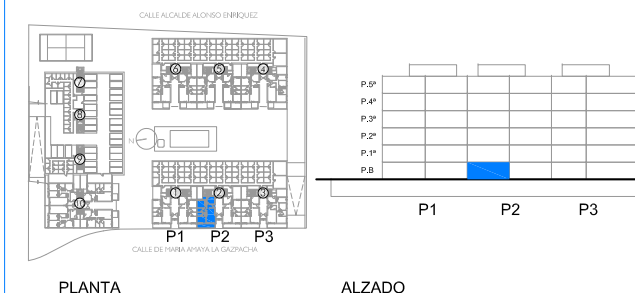 CALLE ALCALDE ALONSO ENRÍQUEZ
7
8
9
10
6
5
4
N
1
2
3
P1
P2
P3
CALLE DE MARIA AMAYA LA GAZPACHA
PLANTA
P.5ª
P.4ª
P.3ª
P.2ª
P.1ª
P.B
P1
P2
P3
ALZADO